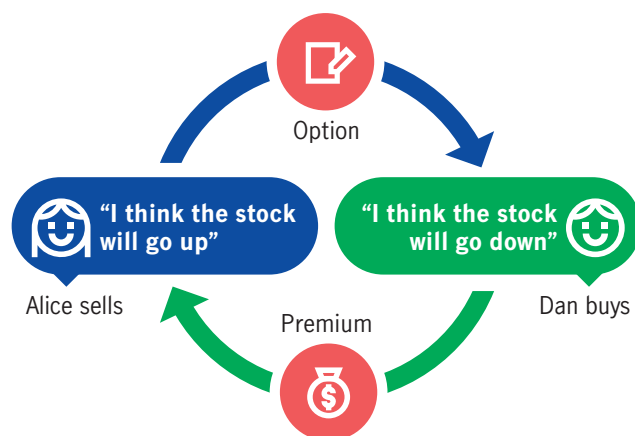 Option
“I think the stock
will go up”
“I think the stock
will go down”
Alice sells
Premium
Dan buys
$